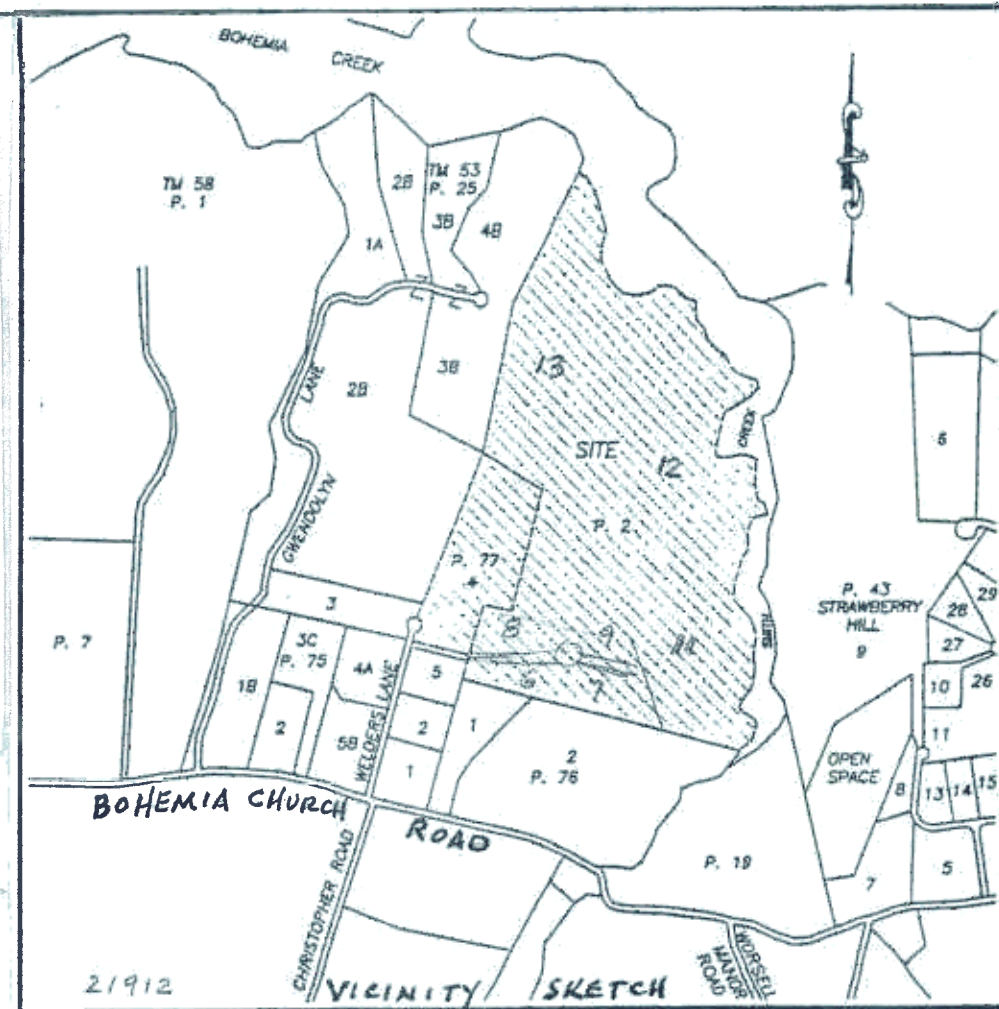 BOHEMIA
CREEK
TM 58
P. 1
2B
TM 53
P. 25
3B
4B
1A
LANE
2B
3B
13
SITE
12
CREEK
6
GWENDOLYN
P. 2
P. 77
*
P. 43
STRAWBERRY
HILL
9
29
28
27
3
8
9
11
P. 7
3C
P. 75
4A
5
6
7
10
26
1B
2
5B
WELDERS LANE
2
1
1
2
P. 76
11
OPEN
SPACE
8
13
14
15
BOHEMIA CHURCH
ROAD
P. 19
7
5
CHRISTOPHER ROAD
WORSELL
MANOR
ROAD
21912
VICINITY SKETCH